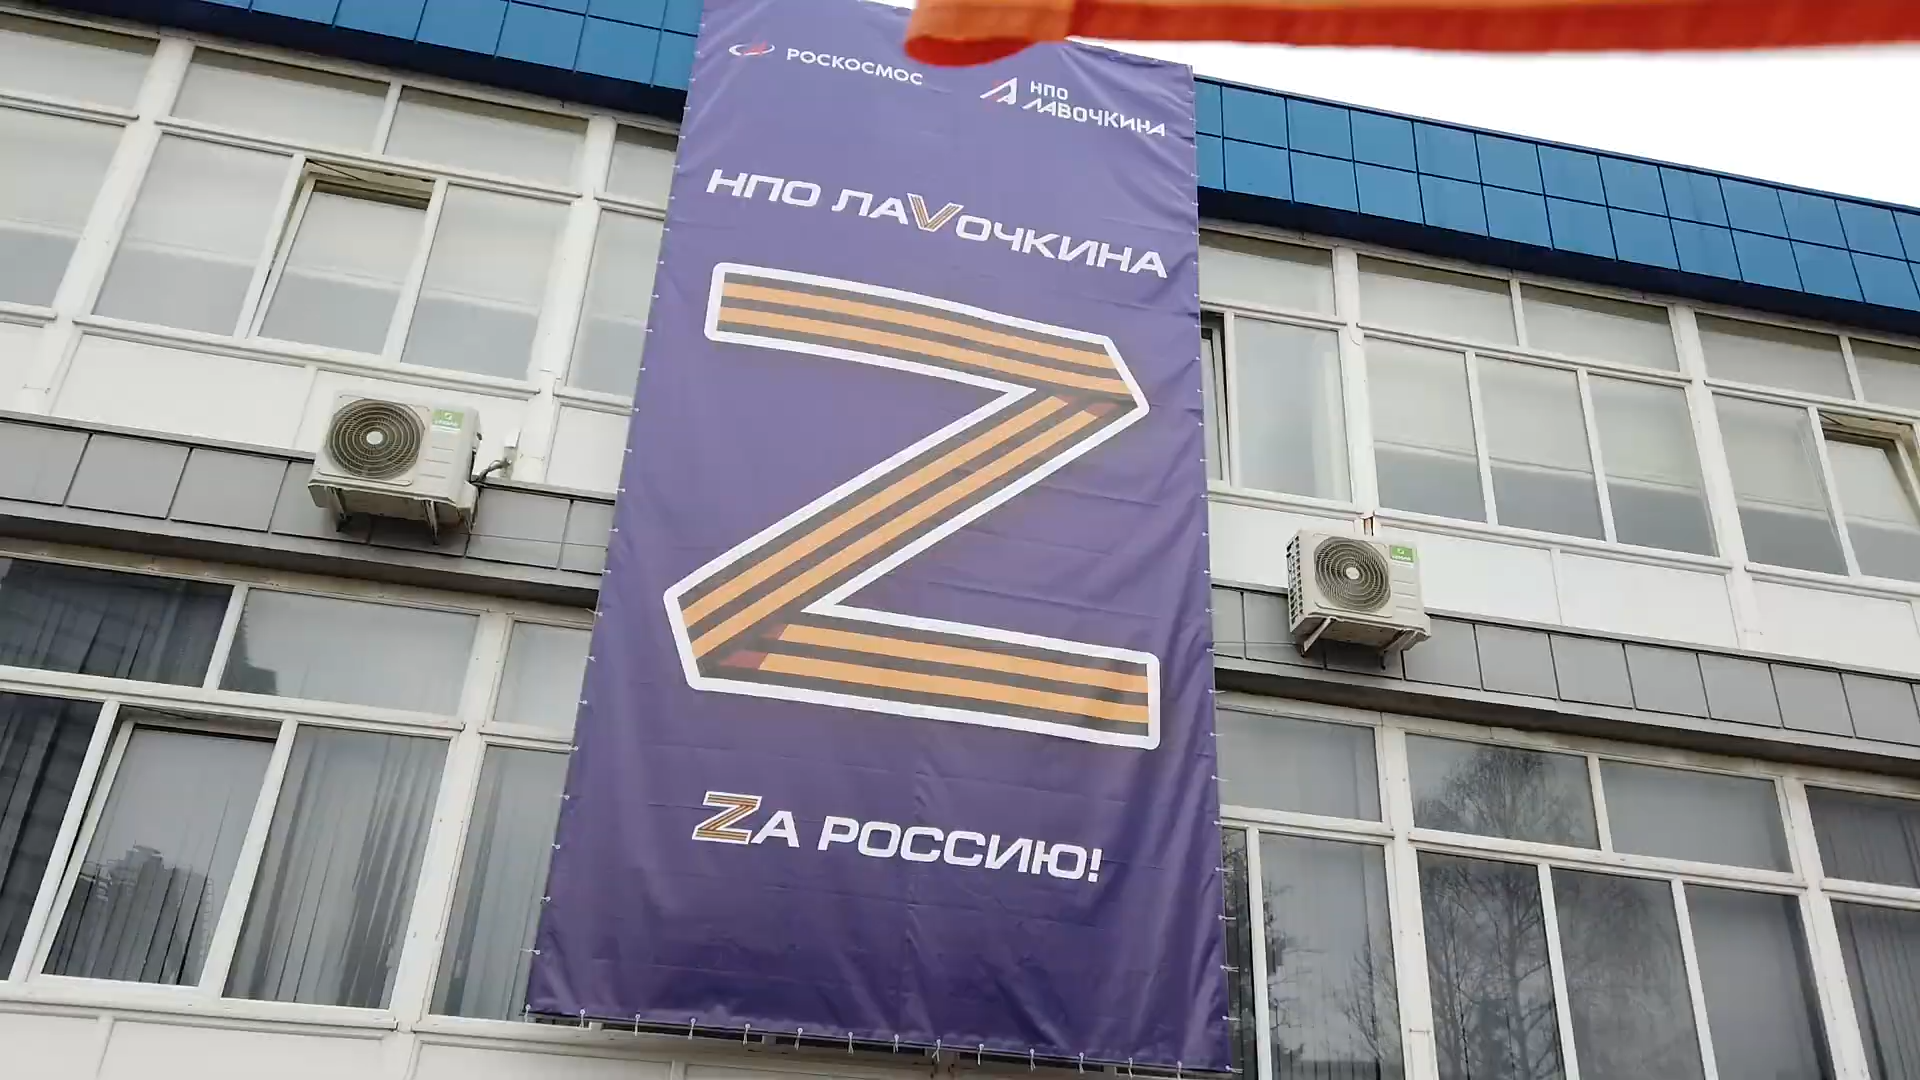 РОСКОСМОС
НПО
ЛАВОЧКИНА
НПО ЛАVОЧКИНА
Z
ZА РОССИЮ!